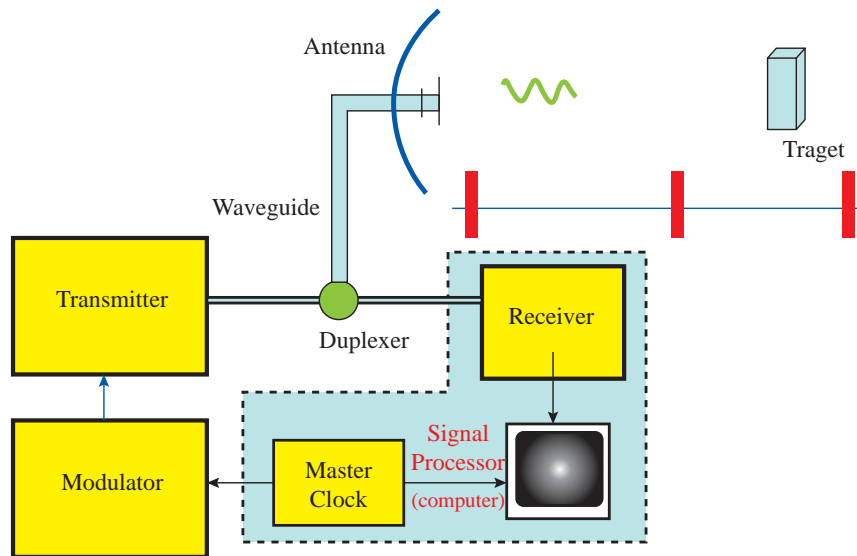 Antenna
Traget
Waveguide
Transmitter
Receiver
Duplexer
Signal
Processor
(computer)
Master
Clock
Modulator